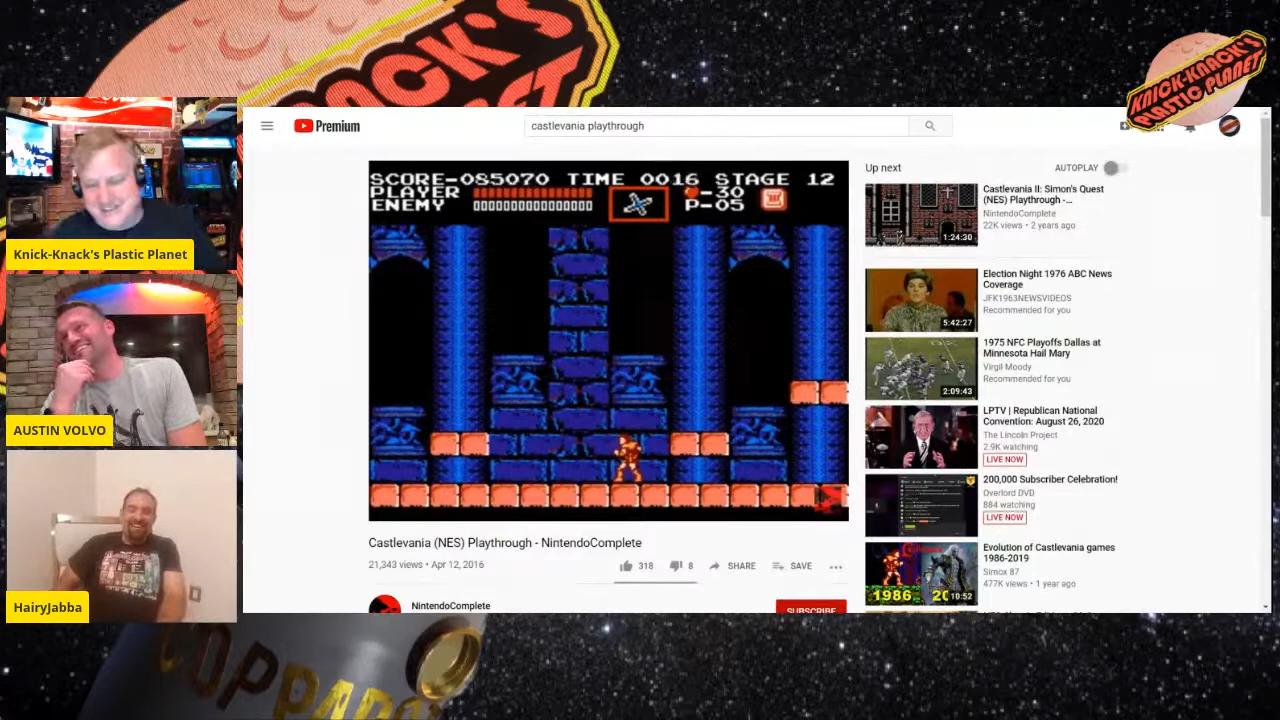 KNACK'S
PLANET
KNICK-KNACK'S
PLASTIC PLANET
Premium
castlevania playthrough
SCORE-085070 TIME 0016 STAGE 12
PLAYER -30
ENEMY P-05
Knick-Knack's Plastic Planet
AUSTIN VOLVO
HairyJabba
Castlevania (NES) Playthrough - NintendoComplete
21,343 views • Apr 12, 2016
318
8
SHARE
SAVE
NintendoComplete
SUBSCRIBE
Up next
AUTOPLAY
Castlevania II: Simon's Quest
(NES) Playthrough -...
NintendoComplete
22K views • 2 years ago
1:24:30
Election Night 1976 ABC News
Coverage
JFK1963NEWSVIDEOS
Recommended for you
5:42:27
1975 NFC Playoffs Dallas at
Minnesota Hail Mary
Virgil Moody
Recommended for you
2:09:43
LPTV | Republican National
Convention: August 26, 2020
The Lincoln Project
2.9K watching
LIVE NOW
200,000 Subscriber Celebration!
Overlord DVD
884 watching
LIVE NOW
Evolution of Castlevania games
1986-2019
Simox 87
477K views • 1 year ago
1986
10:52